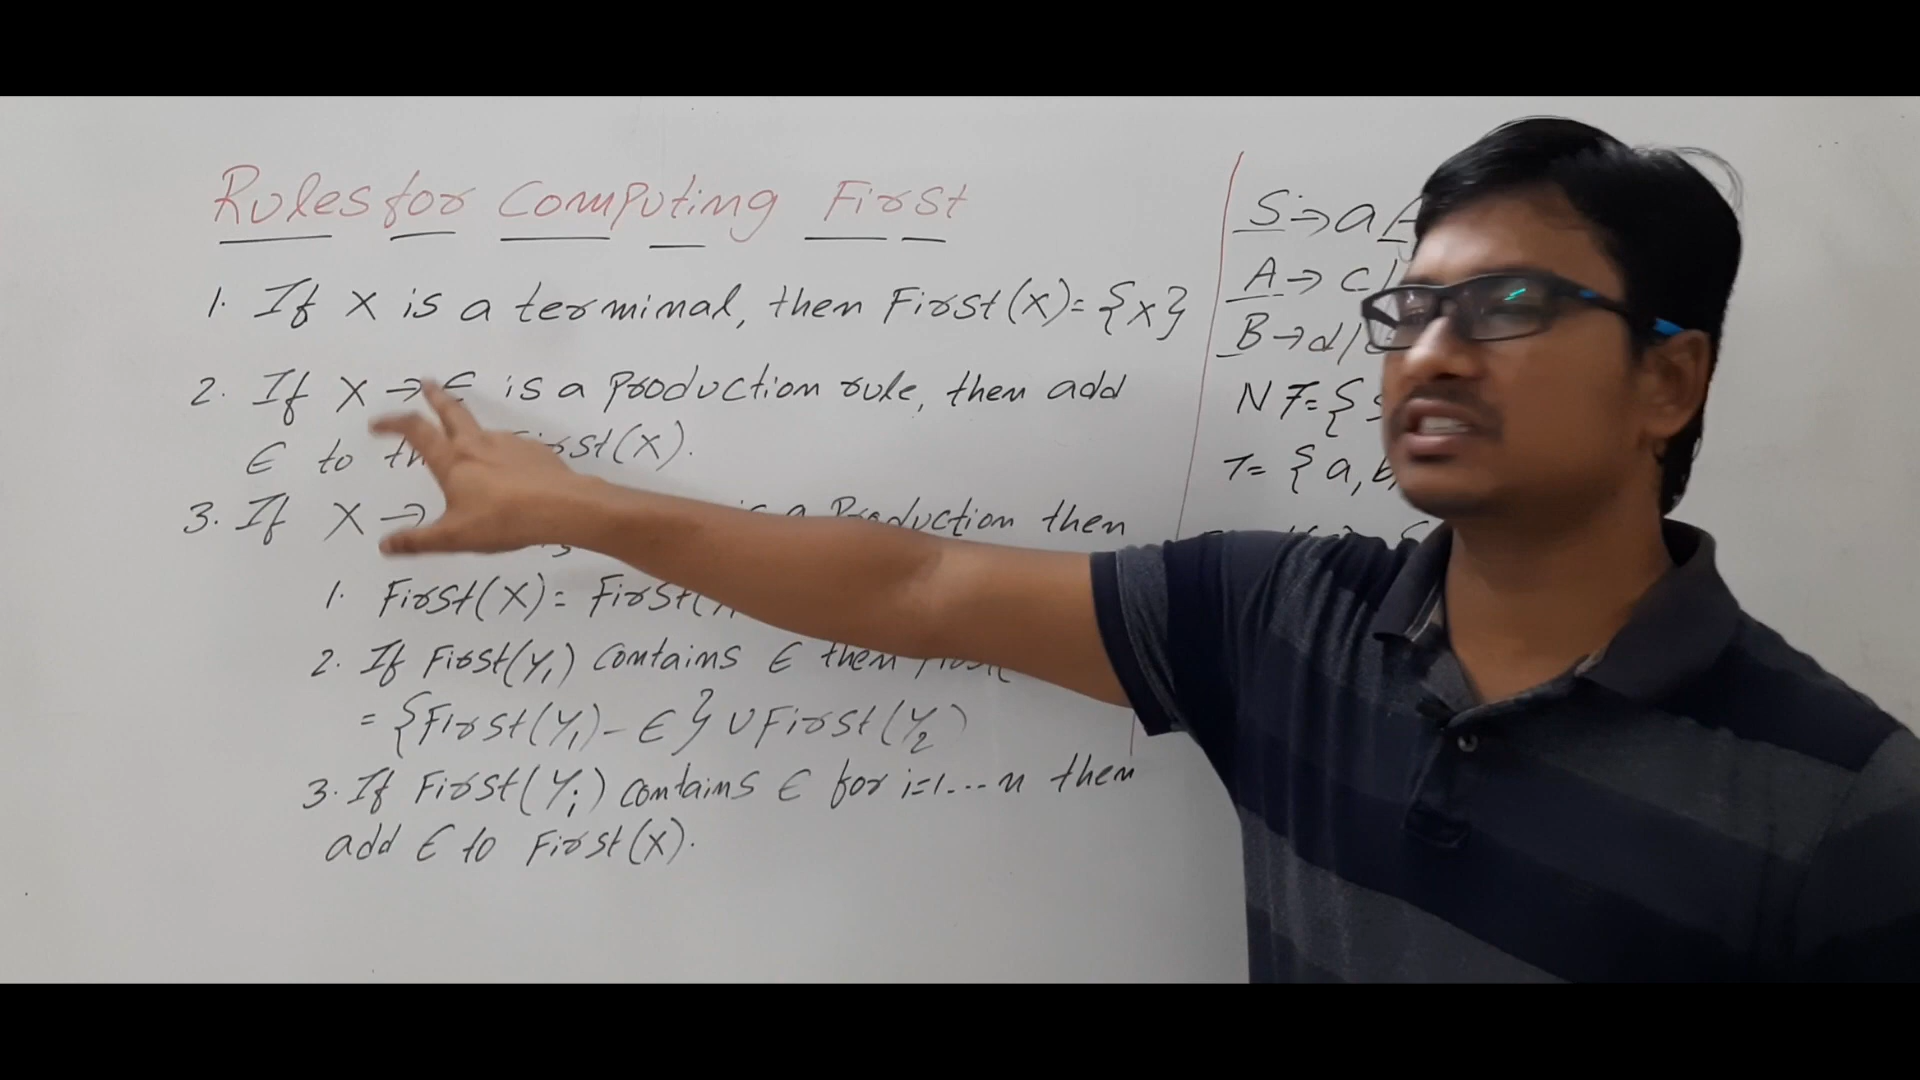 Rules for Computing First
1. If X is a terminal, then First(X)={X}
2. If X → ϵ is a Production rule, then add
ϵ to First(X).
3. If X → is a Production then
1. First(X)=
2. If First(Y1) contains ϵ then
= {First(Y1)-ϵ} ∪ First(Y2)
3. If First(Yi) contains ϵ for i=1...n then
add ϵ to First(X).
S → a
A → c/
B → d/
NT={S
T= {a,b,